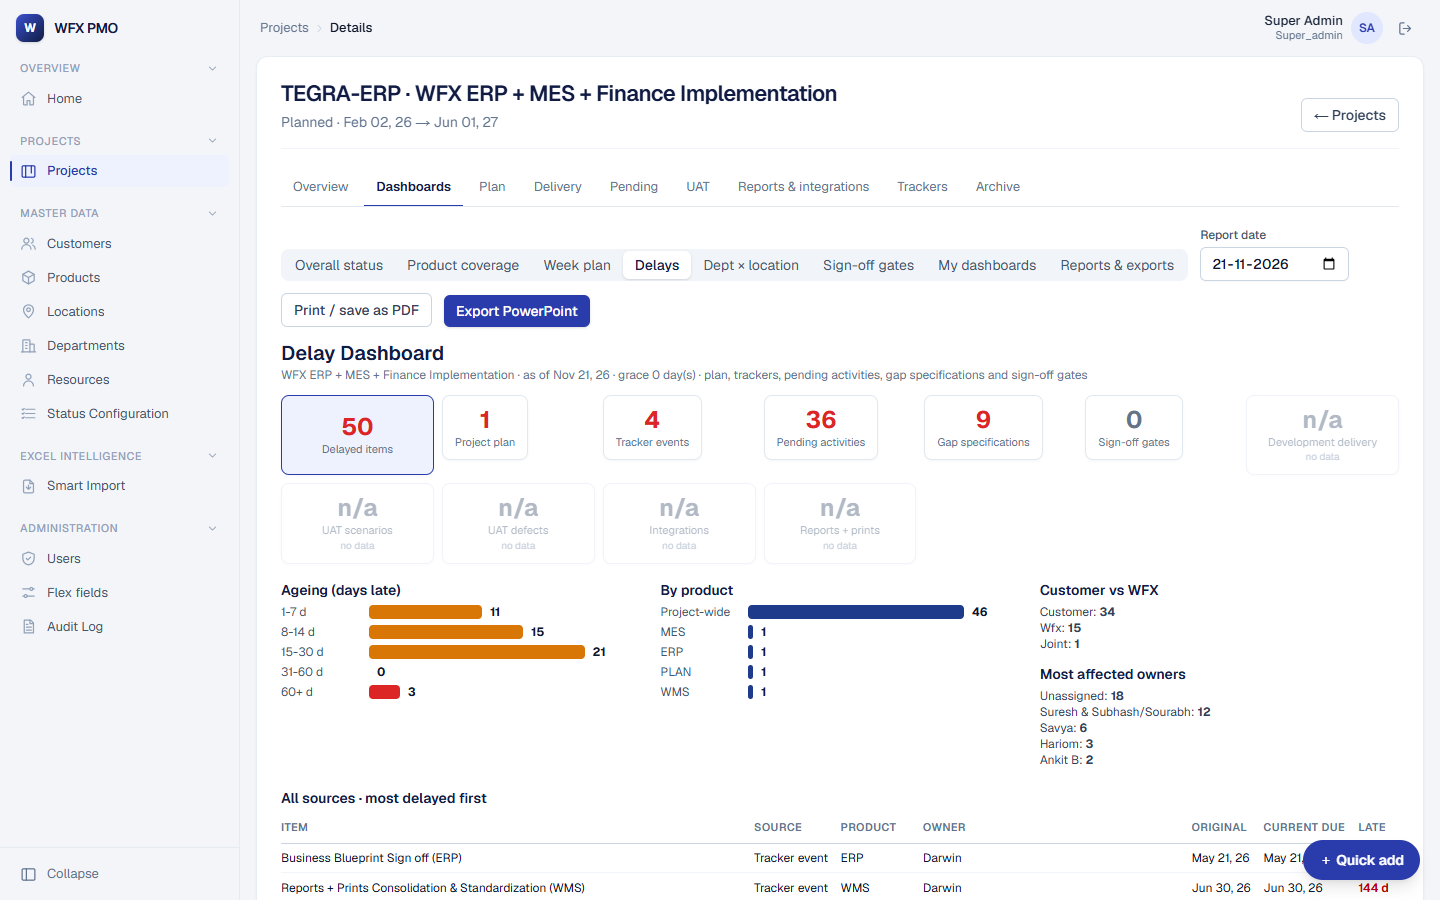 W WFX PMO
OVERVIEW
Home
PROJECTS
Projects
MASTER DATA
Customers
Products
Locations
Departments
Resources
Status Configuration
EXCEL INTELLIGENCE
Smart Import
ADMINISTRATION
Users
Flex fields
Audit Log
Collapse
Projects › Details
Super Admin
Super_admin
SA
TEGRA-ERP · WFX ERP + MES + Finance Implementation
Planned · Feb 02, 26 → Jun 01, 27
← Projects
Overview Dashboards Plan Delivery Pending UAT Reports & integrations Trackers Archive
Report date
Overall status Product coverage Week plan Delays Dept × location Sign-off gates My dashboards Reports & exports 21-11-2026
Print / save as PDF Export PowerPoint
Delay Dashboard
WFX ERP + MES + Finance Implementation · as of Nov 21, 26 · grace 0 day(s) · plan, trackers, pending activities, gap specifications and sign-off gates
50
Delayed items
1
Project plan
4
Tracker events
36
Pending activities
9
Gap specifications
0
Sign-off gates
n/a
Development delivery
no data
n/a
UAT scenarios
no data
n/a
UAT defects
no data
n/a
Integrations
no data
n/a
Reports + prints
no data
Ageing (days late)
1-7 d 11
8-14 d 15
15-30 d 21
31-60 d 0
60+ d 3
By product
Project-wide 46
MES 1
ERP 1
PLAN 1
WMS 1
Customer vs WFX
Customer: 34
Wfx: 15
Joint: 1
Most affected owners
Unassigned: 18
Suresh & Subhash/Sourabh: 12
Savya: 6
Hariom: 3
Ankit B: 2
All sources · most delayed first
ITEM SOURCE PRODUCT OWNER ORIGINAL CURRENT DUE LATE
Business Blueprint Sign off (ERP) Tracker event ERP Darwin May 21, 26 May 21,
+ Quick add
Reports + Prints Consolidation & Standardization (WMS) Tracker event WMS Darwin Jun 30, 26 Jun 30, 26 144 d